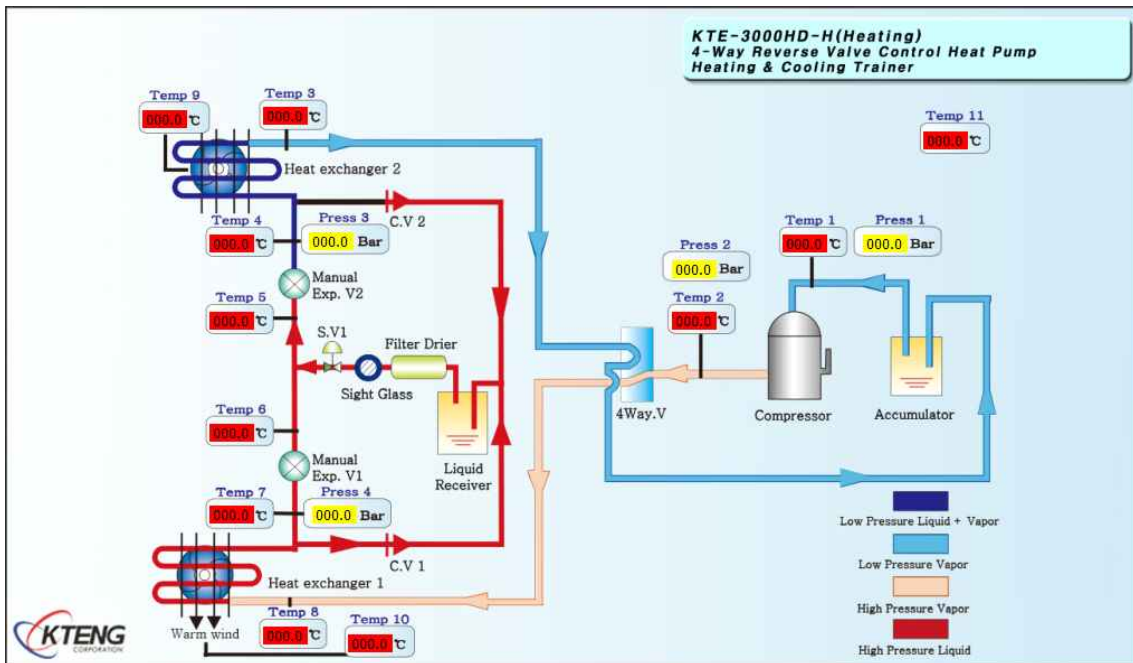 KTE-3000HD-H(Heating)
4-Way Reverse Valve Control Heat Pump
Heating & Cooling Trainer
Temp 9
000.0 ℃
Temp 3
000.0 ℃
Temp 11
000.0 ℃
Heat exchanger 2
C.V 2
Temp 4
000.0 ℃
Press 3
000.0 Bar
Temp 1
000.0 ℃
Press 1
000.0 Bar
Press 2
000.0 Bar
Manual
Exp. V2
Temp 5
000.0 ℃
Temp 2
000.0 ℃
S.V1
Filter Drier
Sight Glass
4Way.V
Compressor
Accumulator
Temp 6
000.0 ℃
Manual
Exp. V1
Liquid
Receiver
Temp 7
000.0 ℃
Press 4
000.0 Bar
C.V 1
Heat exchanger 1
Warm wind
Temp 8
000.0 ℃
Temp 10
000.0 ℃
Low Pressure Liquid + Vapor
Low Pressure Vapor
High Pressure Vapor
High Pressure Liquid
KTENG
CORPORATION